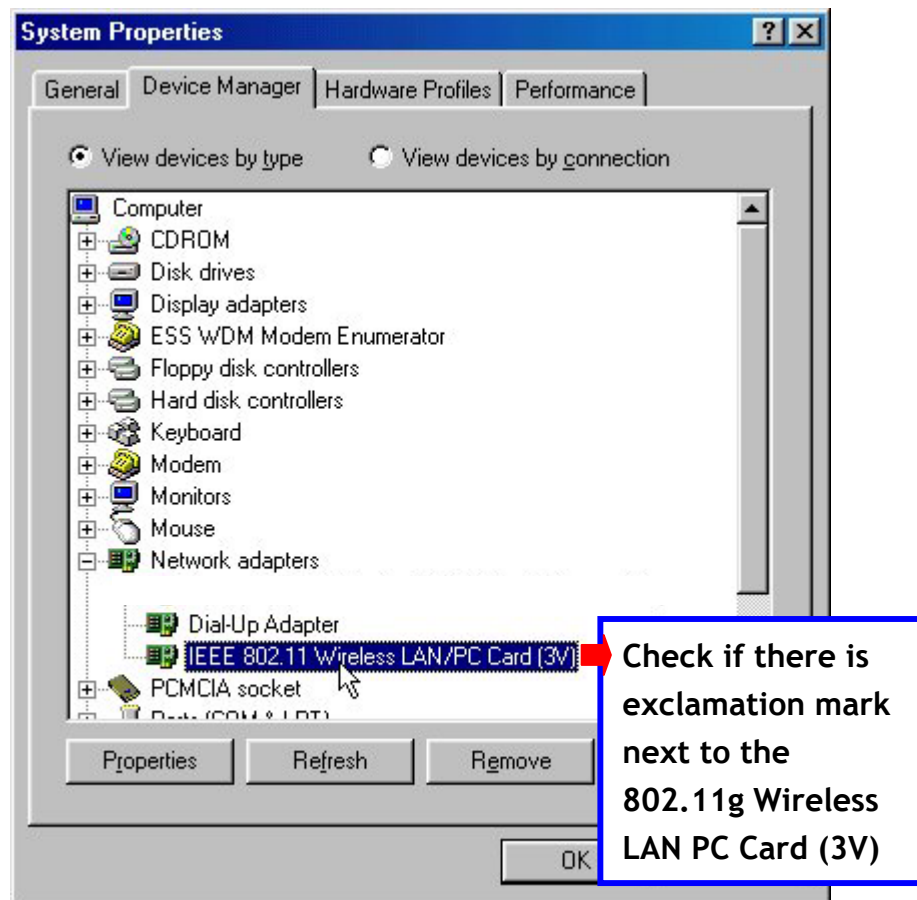 System Properties
General Device Manager Hardware Profiles Performance
View devices by type View devices by connection
Computer
CDROM
Disk drives
Display adapters
ESS WDM Modem Enumerator
Floppy disk controllers
Hard disk controllers
Keyboard
Modem
Monitors
Mouse
Network adapters
Dial-Up Adapter
IEEE 802.11 Wireless LAN/PC Card (3V)
PCMCIA socket
Ports (COM & LPT)
Properties Refresh Remove
OK
Check if there is
exclamation mark
next to the
802.11g Wireless
LAN PC Card (3V)